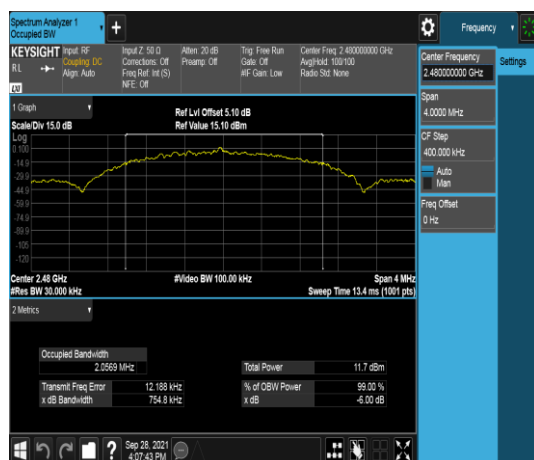 Spectrum Analyzer 1
Occupied BW
+
Frequency
KEYSIGHT
RL
LXI
Input: RF
Coupling: DC
Align: Auto
Input Z: 50 Ω
Corrections: Off
Freq Ref: Int (S)
NFE: Off
Atten: 20 dB
Preamp: Off
Trig: Free Run
Gate: Off
#IF Gain: Low
Center Freq: 2.480000000 GHz
Avg|Hold: 100/100
Radio Std: None
Center Frequency
2.480000000 GHz
Settings
Span
4.0000 MHz
CF Step
400.000 kHz
Auto
Man
Freq Offset
0 Hz
1 Graph
Scale/Div 15.0 dB
Ref Lvl Offset 5.10 dB
Ref Value 15.10 dBm
Log
0.100
-14.9
-29.9
-44.9
-59.9
-74.9
-89.9
-105
-120
Center 2.48 GHz
#Res BW 30.000 kHz
#Video BW 100.00 kHz
Span 4 MHz
Sweep Time 13.4 ms (1001 pts)
2 Metrics
Occupied Bandwidth
2.0569 MHz
Total Power 11.7 dBm
Transmit Freq Error 12.188 kHz
% of OBW Power 99.00 %
x dB Bandwidth 754.8 kHz
x dB -6.00 dB
?
Sep 28, 2021
4:07:43 PM